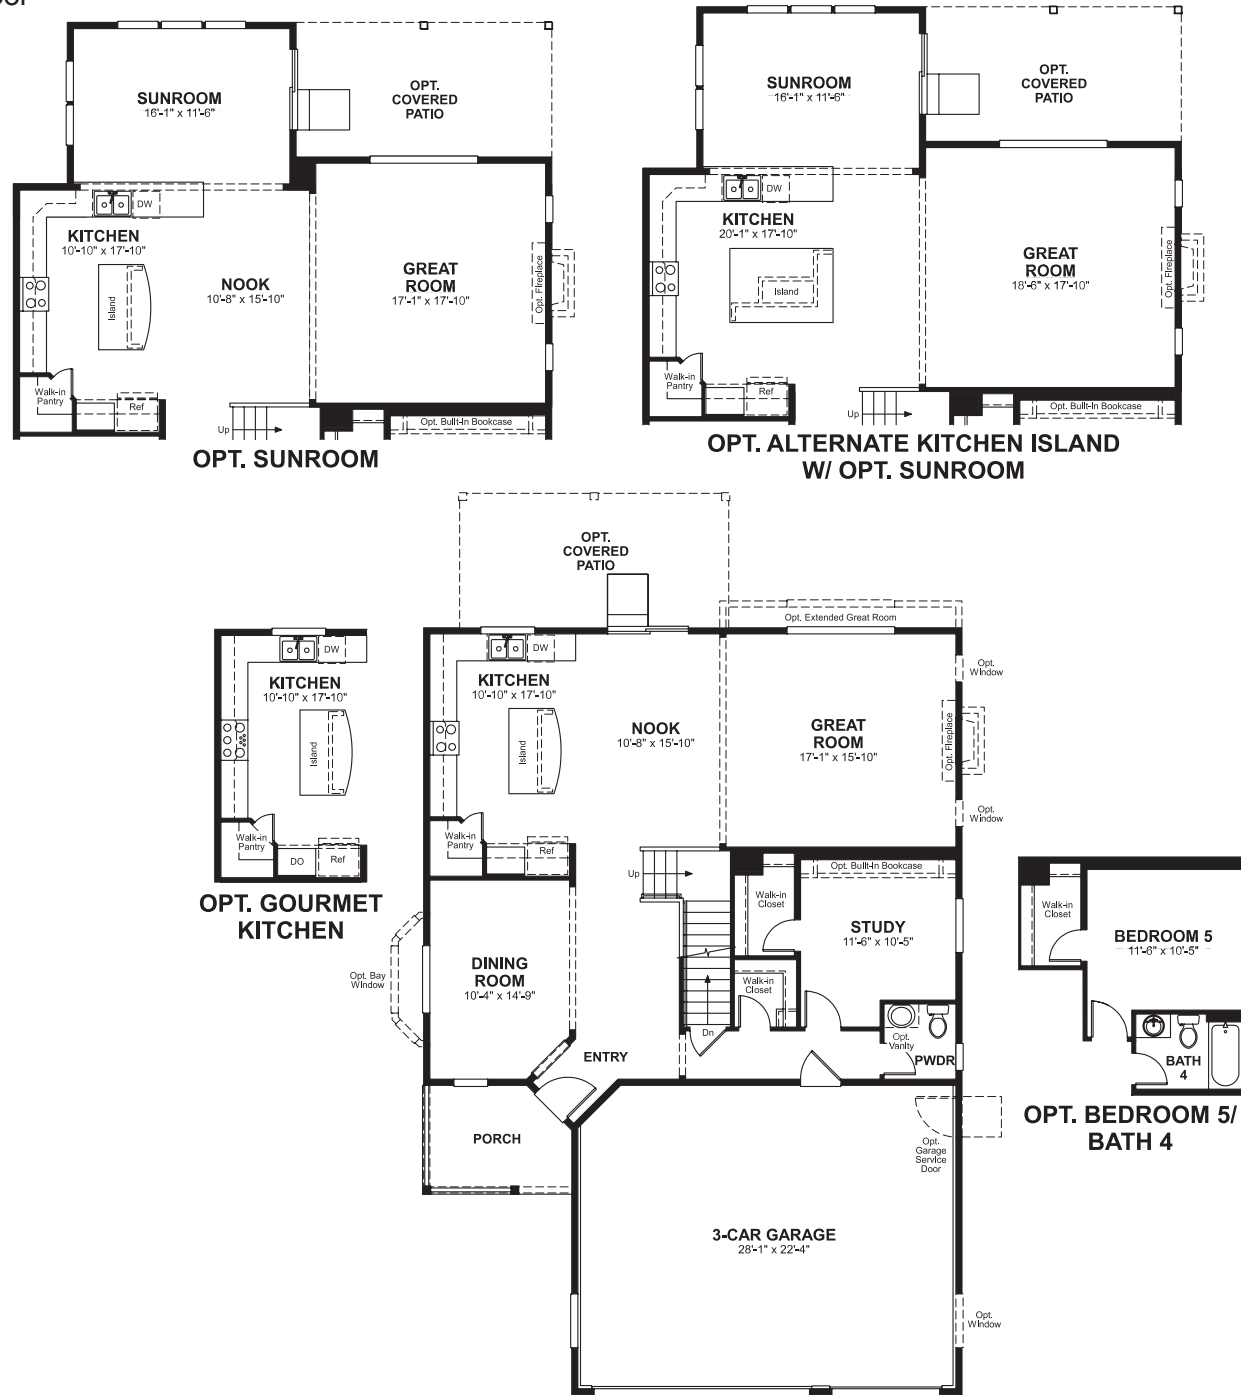 SUNROOM
16'-1" x 11'-6"
OPT.
COVERED
PATIO
DW
KITCHEN
10'-10" x 17'-10"
Island
NOOK
10'-8" x 15'-10"
GREAT
ROOM
17'-1" x 17'-10"
Opt. Fireplace
Walk-in
Pantry
Ref
Up
Opt. Built-In Bookcase
OPT. SUNROOM
SUNROOM
16'-1" x 11'-6"
OPT.
COVERED
PATIO
DW
KITCHEN
20'-1" x 17'-10"
Island
GREAT
ROOM
18'-6" x 17'-10"
Opt. Fireplace
Walk-in
Pantry
Ref
Up
Opt. Built-In Bookcase
OPT. ALTERNATE KITCHEN ISLAND
W/ OPT. SUNROOM
DW
KITCHEN
10'-10" x 17'-10"
Island
Walk-in
Pantry
DO
Ref
OPT. GOURMET
KITCHEN
OPT.
COVERED
PATIO
Opt. Extended Great Room
DW
KITCHEN
10'-10" x 17'-10"
Island
NOOK
10'-8" x 15'-10"
GREAT
ROOM
17'-1" x 15'-10"
Opt.
Window
Opt. Fireplace
Opt.
Window
Walk-in
Pantry
Ref
Up
Opt. Built-In Bookcase
Walk-in
Closet
STUDY
11'-6" x 10'-5"
DINING
ROOM
10'-4" x 14'-9"
Opt. Bay
Window
Walk-in
Closet
Dn
Opt.
Vanity
PWDR
ENTRY
PORCH
Opt.
Garage
Service
Door
3-CAR GARAGE
28'-1" x 22'-4"
Opt.
Window
Walk-in
Closet
BEDROOM 5
11'-6" x 10'-5"
BATH
4
OPT. BEDROOM 5/
BATH 4